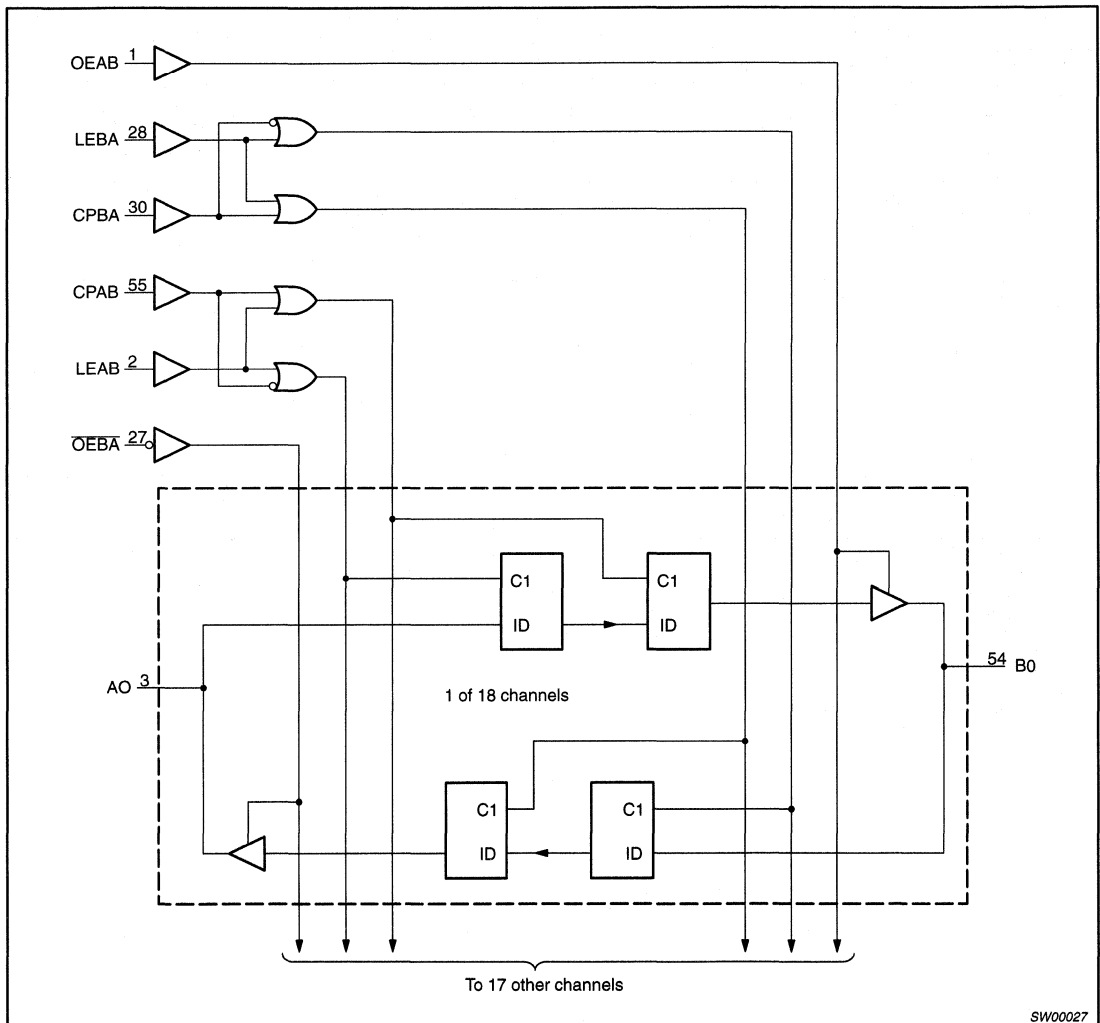 OEAB 1
LEBA 28
CPBA 30
CPAB 55
LEAB 2
OEBA 27
C1
C1
ID
ID
54 B0
AO 3
1 of 18 channels
C1
C1
ID
ID
To 17 other channels
SW00027